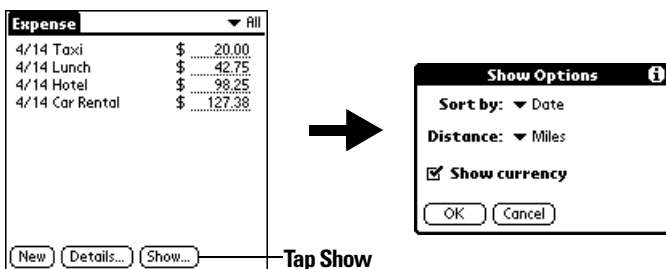 Expense
All
4/14 Taxi $ 20.00
4/14 Lunch $ 42.75
4/14 Hotel $ 98.25
4/14 Car Rental $ 127.38
New Details... Show...
Tap Show
Show Options
Sort by: Date
Distance: Miles
Show currency
OK Cancel